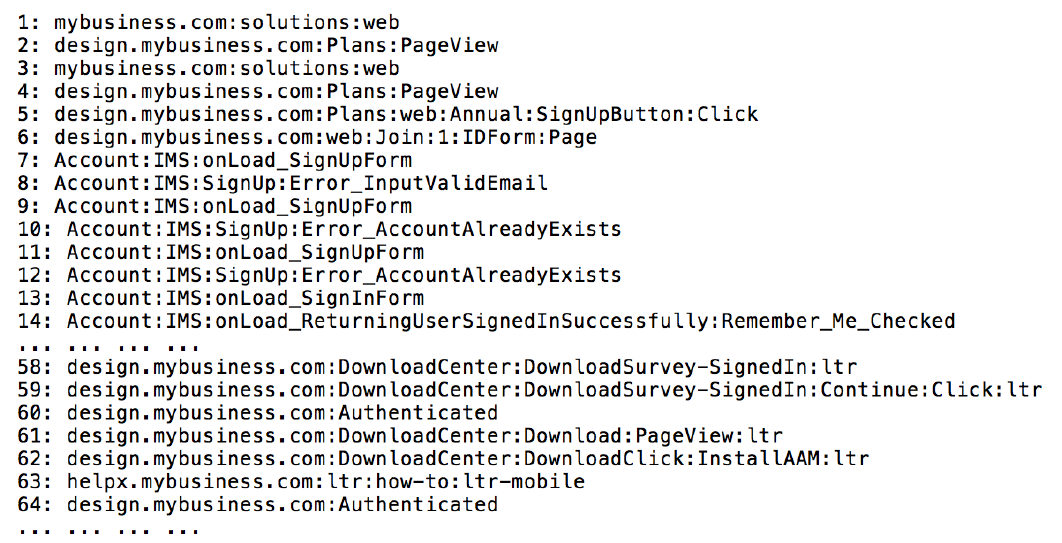 1: mybusiness.com:solutions:web
2: design.mybusiness.com:Plans:PageView
3: mybusiness.com:solutions:web
4: design.mybusiness.com:Plans:PageView
5: design.mybusiness.com:Plans:web:Annual:SignUpButton:Click
6: design.mybusiness.com:web:Join:1:IDForm:Page
7: Account:IMS:onLoad_SignUpForm
8: Account:IMS:SignUp:Error_InputValidEmail
9: Account:IMS:onLoad_SignUpForm
10: Account:IMS:SignUp:Error_AccountAlreadyExists
11: Account:IMS:onLoad_SignUpForm
12: Account:IMS:SignUp:Error_AccountAlreadyExists
13: Account:IMS:onLoad_SignInForm
14: Account:IMS:onLoad_ReturningUserSignedInSuccessfully:Remember_Me_Checked
... ... ... ...
58: design.mybusiness.com:DownloadCenter:DownloadSurvey-SignedIn:ltr
59: design.mybusiness.com:DownloadCenter:DownloadSurvey-SignedIn:Continue:Click:ltr
60: design.mybusiness.com:Authenticated
61: design.mybusiness.com:DownloadCenter:Download:PageView:ltr
62: design.mybusiness.com:DownloadCenter:DownloadClick:InstallAAM:ltr
63: helpx.mybusiness.com:ltr:how-to:ltr-mobile
64: design.mybusiness.com:Authenticated
... ... ... ...